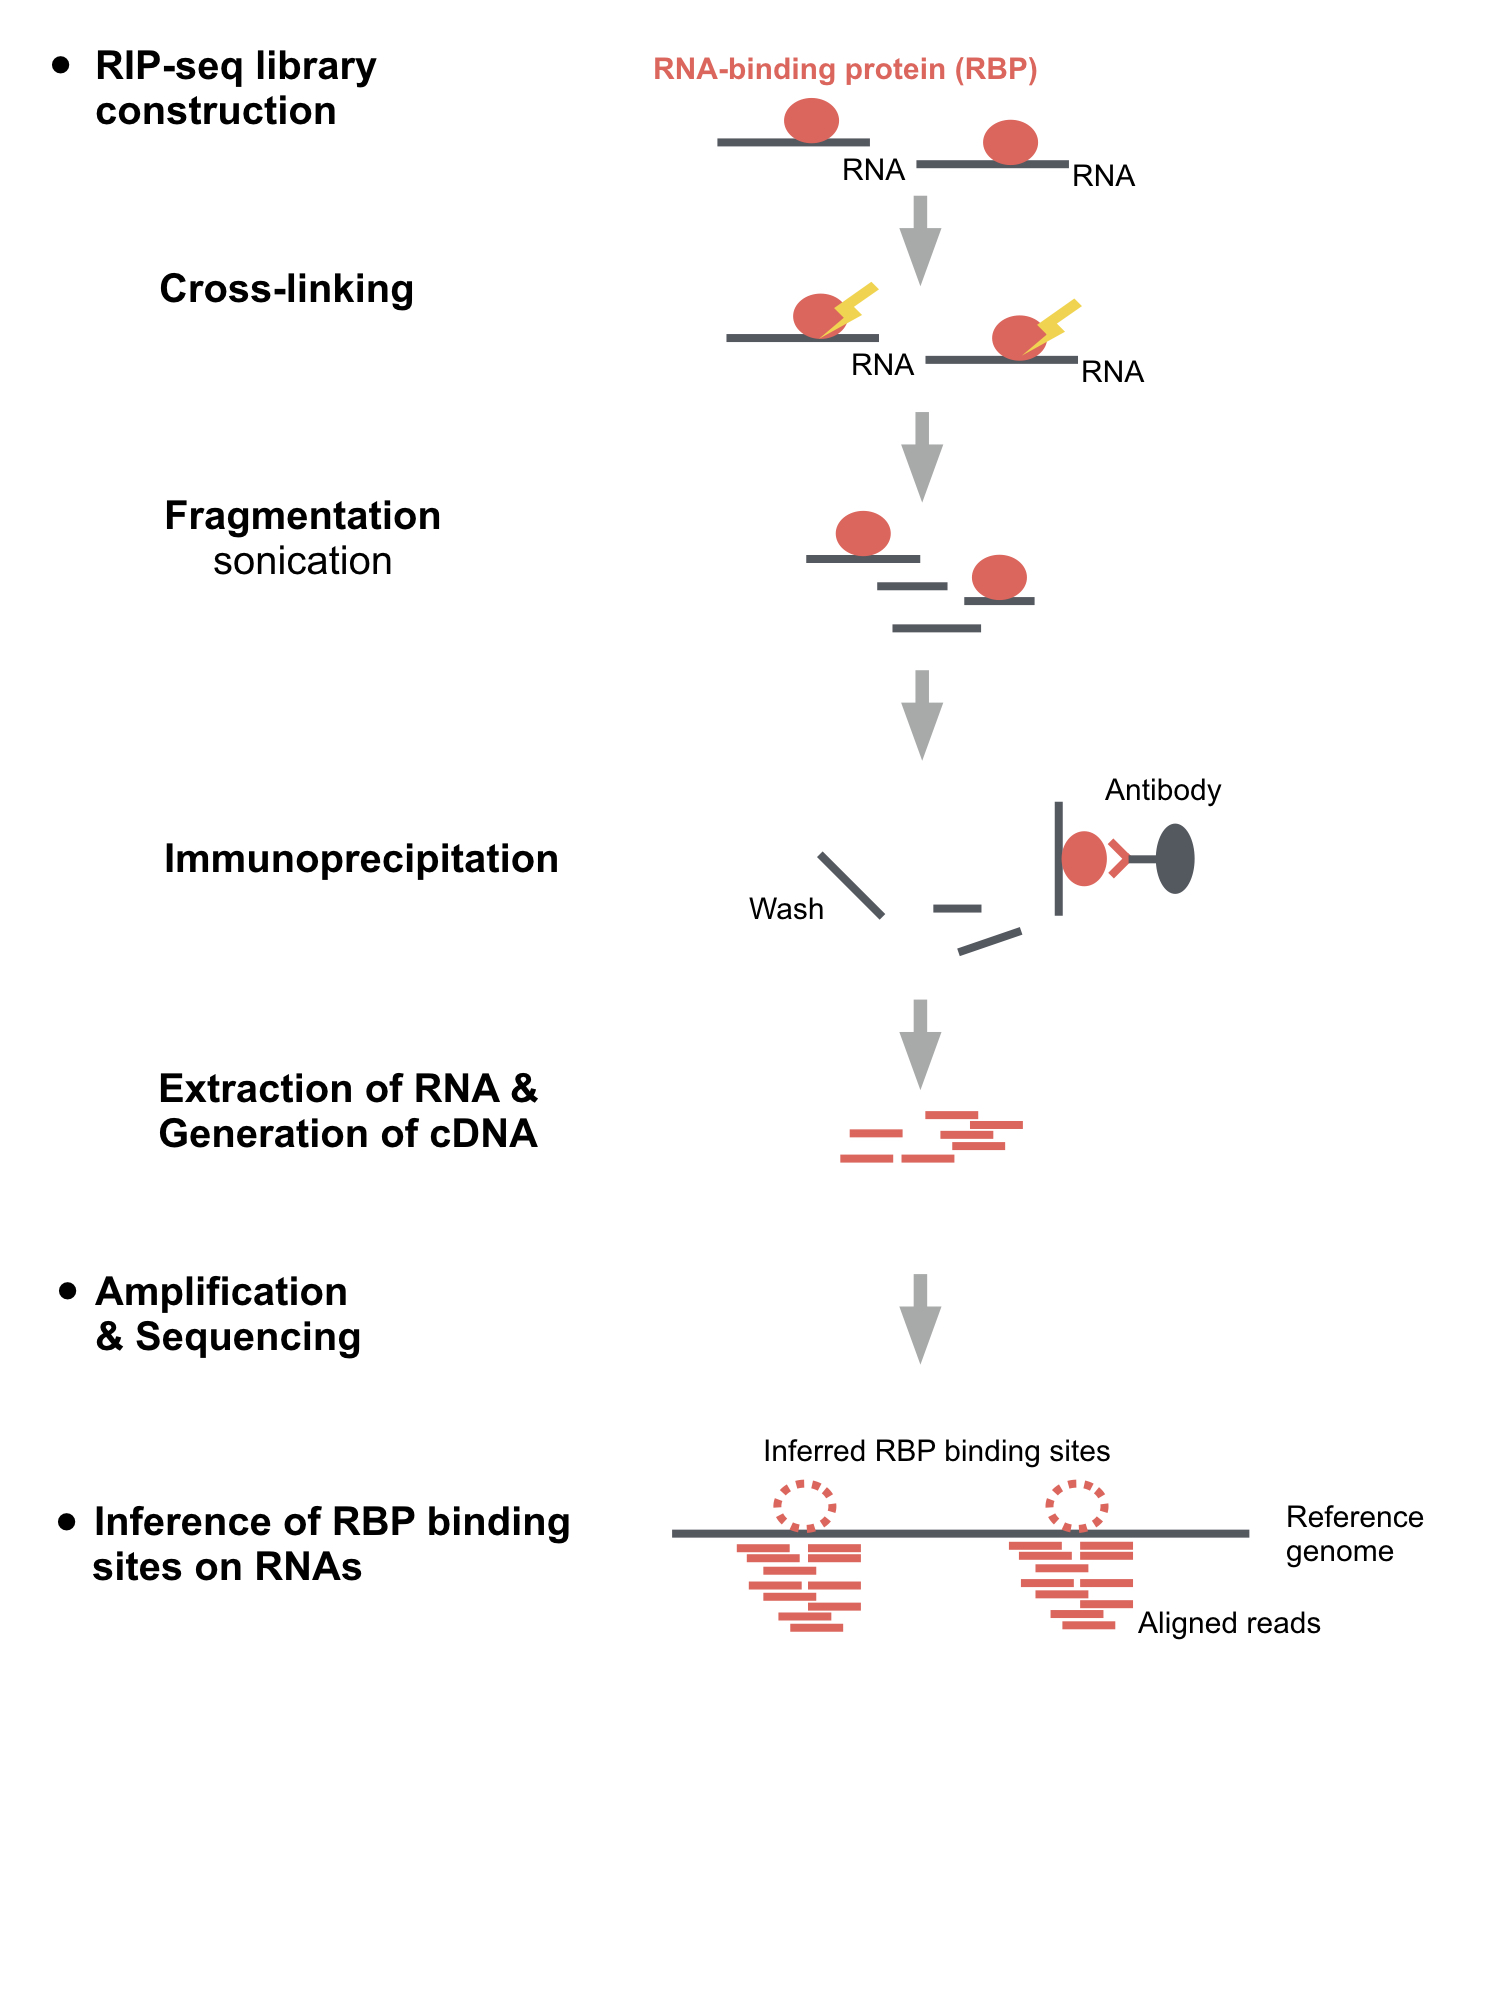 ● RIP-seq library
construction
RNA-binding protein (RBP)
RNA
RNA
Cross-linking
RNA
RNA
Fragmentation
sonication
Antibody
Immunoprecipitation
Wash
Extraction of RNA &
Generation of cDNA
● Amplification
& Sequencing
Inferred RBP binding sites
● Inference of RBP binding
sites on RNAs
Reference
genome
Aligned reads